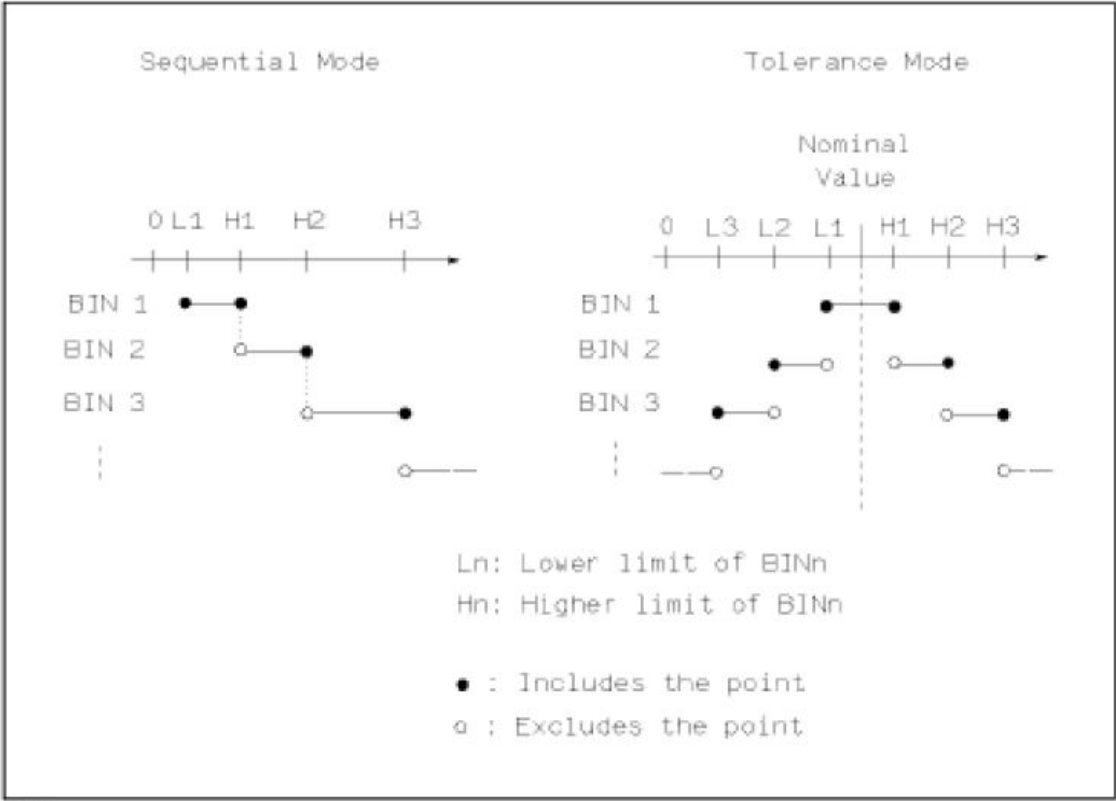 Sequential Mode
0 L1 H1 H2 H3
BIN 1
BIN 2
BIN 3
Tolerance Mode
Nominal
Value
0 L3 L2 L1 H1 H2 H3
BIN 1
BIN 2
BIN 3
Ln: Lower limit of BINn
Hn: Higher limit of BINn
: Includes the point
: Excludes the point